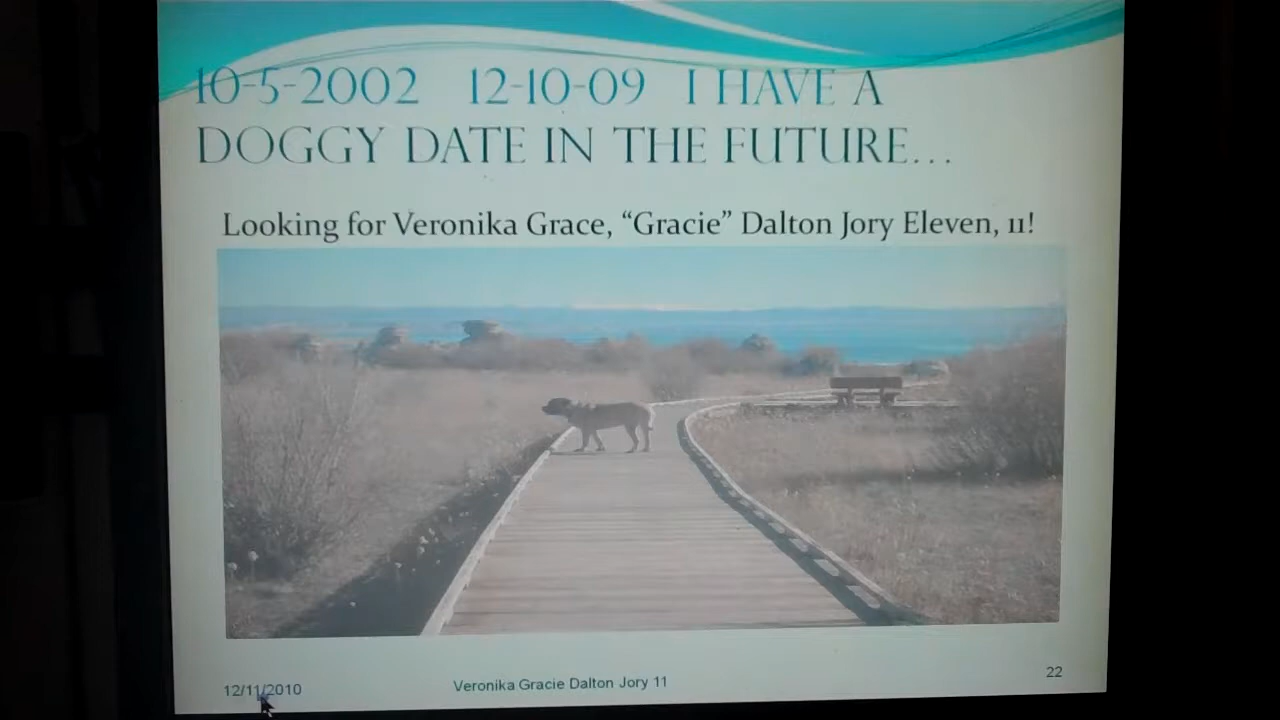 10-5-2002 12-10-09 I HAVE A
DOGGY DATE IN THE FUTURE...
Looking for Veronika Grace, “Gracie” Dalton Jory Eleven, 11!
12/11/2010
Veronika Gracie Dalton Jory 11
22